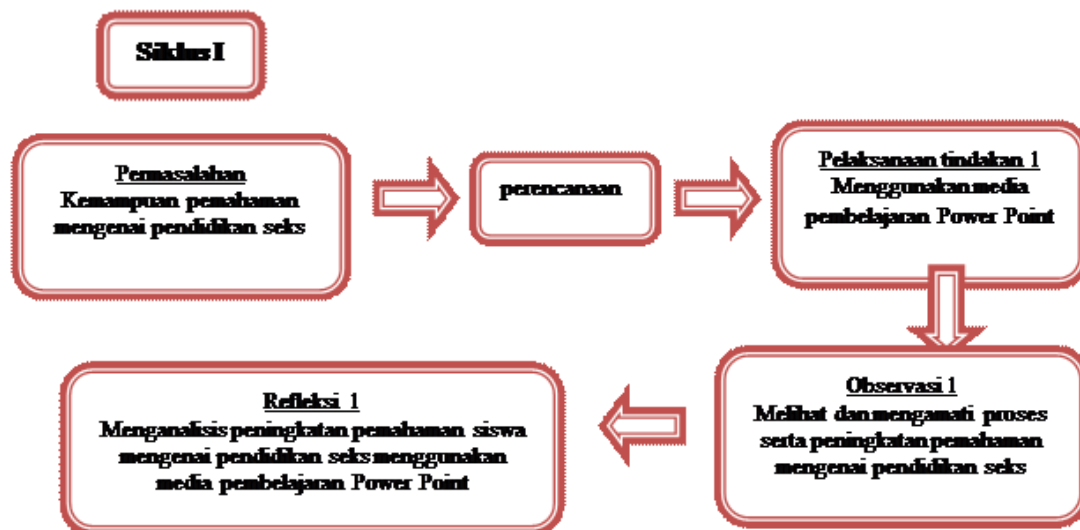 Siklus I
Permasalahan
Kemampuan pemahaman
mengenai pendidikan seks
perencanaan
Pelaksanaan tindakan 1
Menggunakan media
pembelajaran Power Point
Observasi 1
Melihat dan mengamati proses
serta peningkatan pemahaman
mengenai pendidikan seks
Refleksi 1
Menganalisis peningkatan pemahaman siswa
mengenai pendidikan seks menggunakan
media pembelajaran Power Point